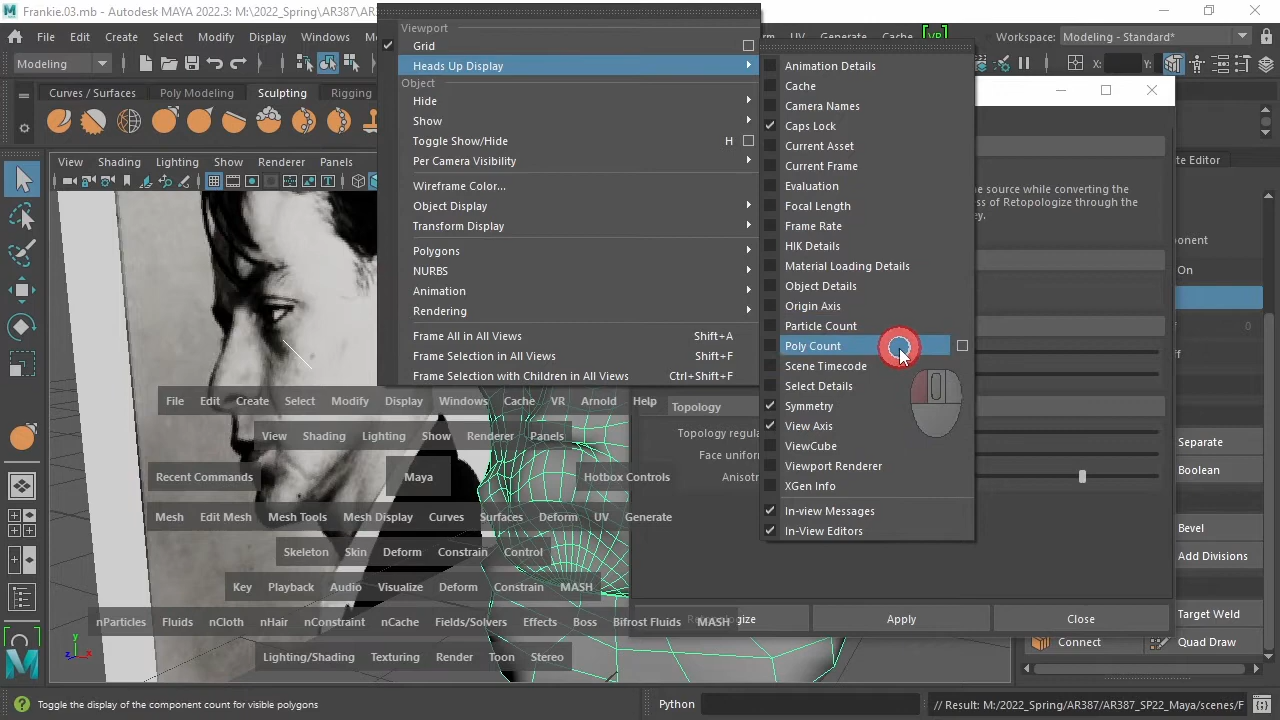 Frankie.03.mb - Autodesk MAYA 2022.3: M:\2022_Spring\AR387\AR38
File Edit Create Select Modify Display Windows
UV Generate Cache VR
Workspace: Modeling - Standard*
Modeling
X: Y:
Curves / Surfaces Poly Modeling Sculpting Rigging
View Shading Lighting Show Renderer Panels
Viewport
Grid
Heads Up Display
Object
Hide
Show
Toggle Show/Hide H
Per Camera Visibility
Wireframe Color...
Object Display
Transform Display
Polygons
NURBS
Animation
Rendering
Frame All in All Views Shift+A
Frame Selection in All Views Shift+F
Frame Selection with Children in All Views Ctrl+Shift+F
Animation Details
Cache
Camera Names
Caps Lock
Current Asset
Current Frame
Evaluation
Focal Length
Frame Rate
HIK Details
Material Loading Details
Object Details
Origin Axis
Particle Count
Poly Count
Scene Timecode
Select Details
Symmetry
View Axis
ViewCube
Viewport Renderer
XGen Info
In-view Messages
In-View Editors
e source while converting the
ss of Retopologize through the
ey.
te Editor
ponent
On
0
ff
Separate
Boolean
Bevel
Add Divisions
Target Weld
Connect Quad Draw
Topology
Topology regula
Face uniform
Anisotr
File Edit Create Select Modify Display Windows Cache VR Arnold Help
View Shading Lighting Show Renderer Panels
Recent Commands Maya Hotbox Controls
Mesh Edit Mesh Mesh Tools Mesh Display Curves Surfaces Deform UV Generate
Skeleton Skin Deform Constrain Control
Key Playback Audio Visualize Deform Constrain MASH
nParticles Fluids nCloth nHair nConstraint nCache Fields/Solvers Effects Boss Bifrost Fluids MASH
Lighting/Shading Texturing Render Toon Stereo
Apply Close
y
z x
Toggle the display of the component count for visible polygons
Python
// Result: M:/2022_Spring/AR387/AR387_SP22_Maya/scenes/F